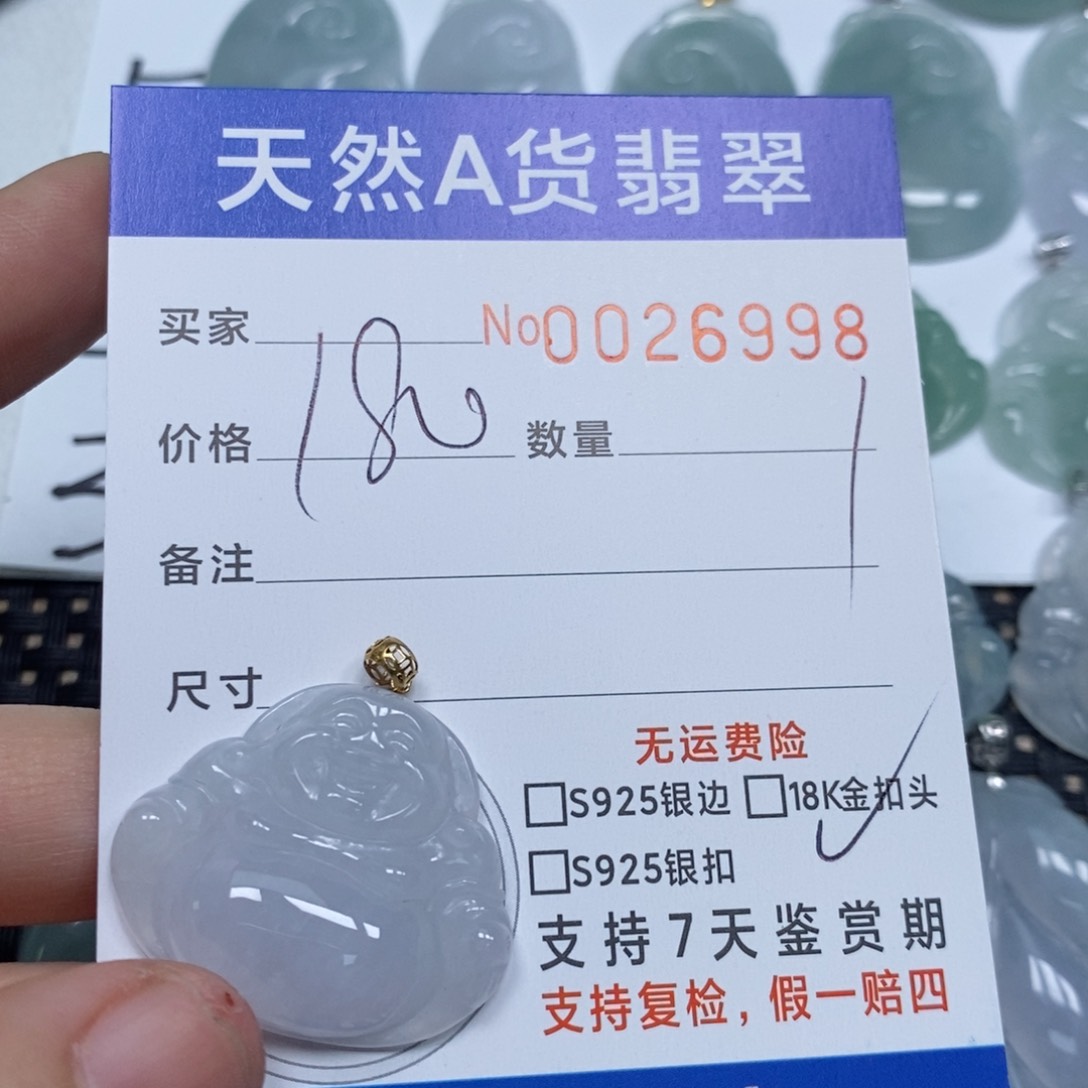 天然A货翡翠
买家 No 0026998
价格 180 数量 1
备注
尺寸
无运费险
□S925银边 □18K金扣头
□S925银扣
支持7天鉴赏期
支持复检，假一赔四